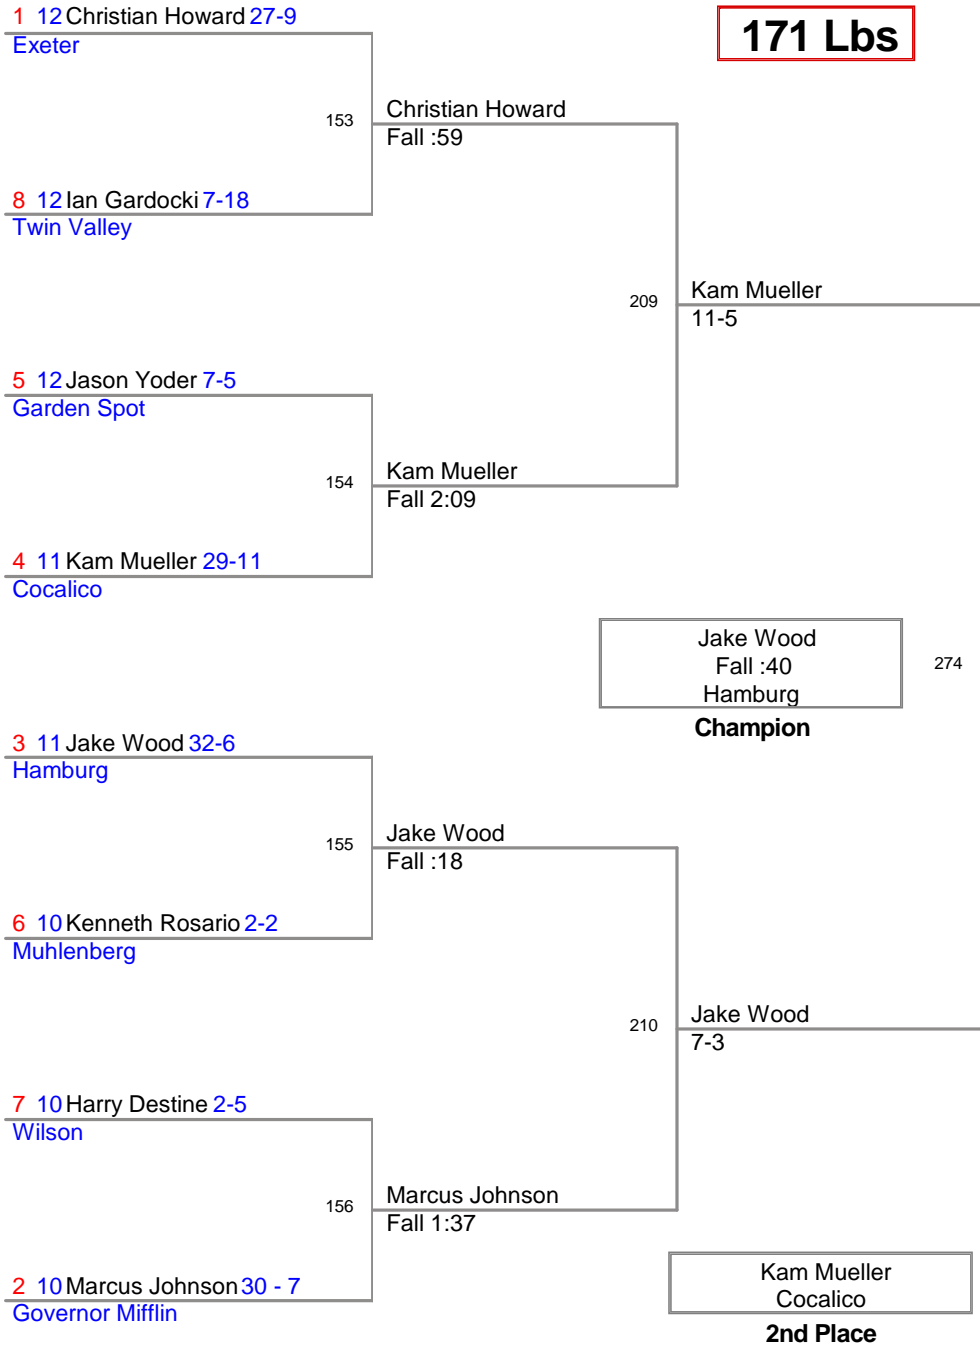 1 12 Christian Howard 27-9
171 Lbs
Exeter
153
Christian Howard
Fall :59
8 12 Ian Gardocki 7-18
Twin Valley
209
Kam Mueller
11-5
5 12 Jason Yoder 7-5
Garden Spot
154
Kam Mueller
Fall 2:09
4 11 Kam Mueller 29-11
Cocalico
Jake Wood
Fall :40
Hamburg
274
Champion
3 11 Jake Wood 32-6
Hamburg
155
Jake Wood
Fall :18
6 10 Kenneth Rosario 2-2
Muhlenberg
210
Jake Wood
7-3
7 10 Harry Destine 2-5
Wilson
156
Marcus Johnson
Fall 1:37
2 10 Marcus Johnson 30 - 7
Governor Mifflin
Kam Mueller
Cocalico
2nd Place